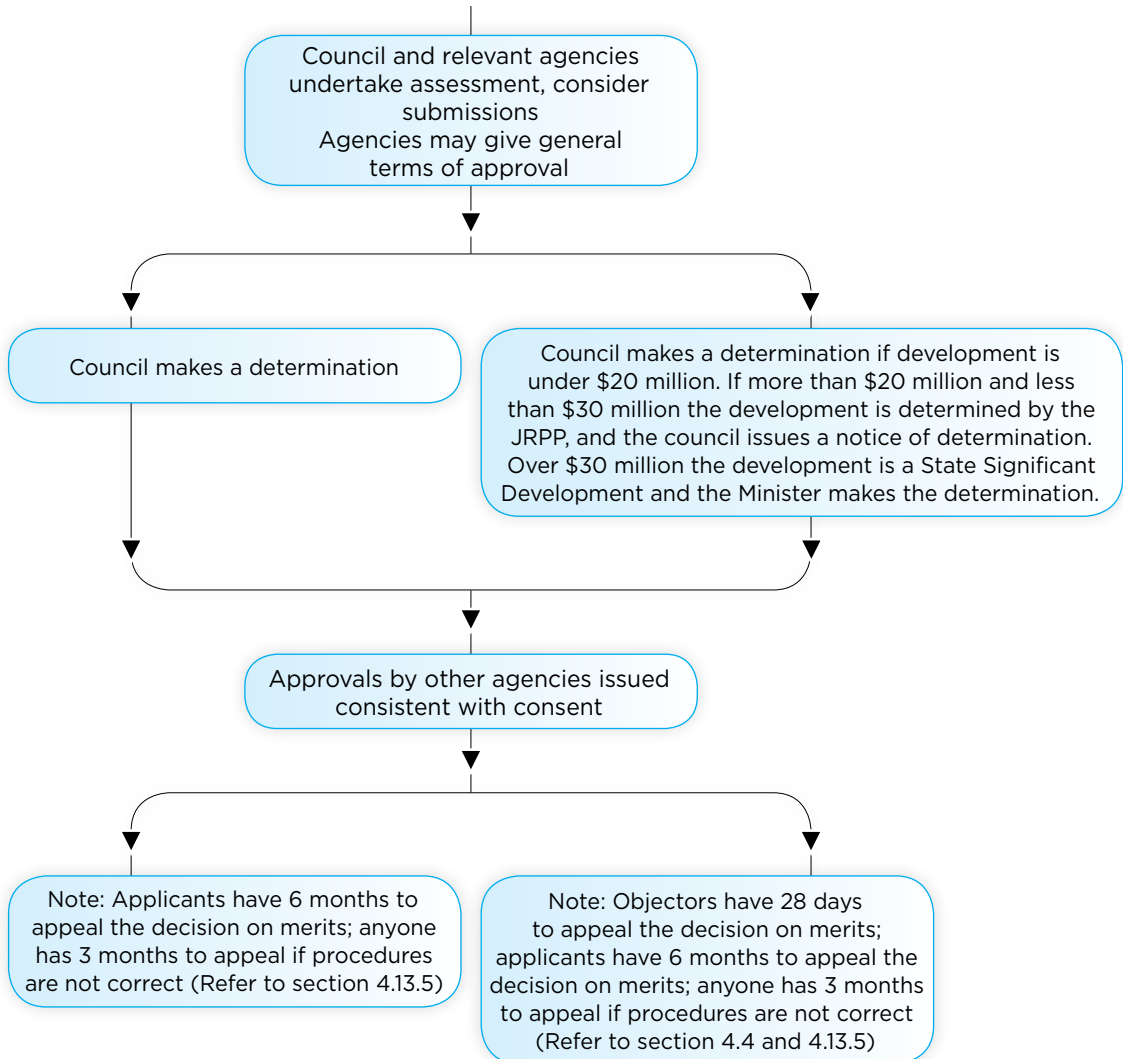 Council and relevant agencies
undertake assessment, consider
submissions
Agencies may give general
terms of approval
Council makes a determination
Council makes a determination if development is
under $20 million. If more than $20 million and less
than $30 million the development is determined by the
JRPP, and the council issues a notice of determination.
Over $30 million the development is a State Significant
Development and the Minister makes the determination.
Approvals by other agencies issued
consistent with consent
Note: Applicants have 6 months to
appeal the decision on merits; anyone
has 3 months to appeal if procedures
are not correct (Refer to section 4.13.5)
Note: Objectors have 28 days
to appeal the decision on merits;
applicants have 6 months to appeal the
decision on merits; anyone has 3 months
to appeal if procedures are not correct
(Refer to section 4.4 and 4.13.5)